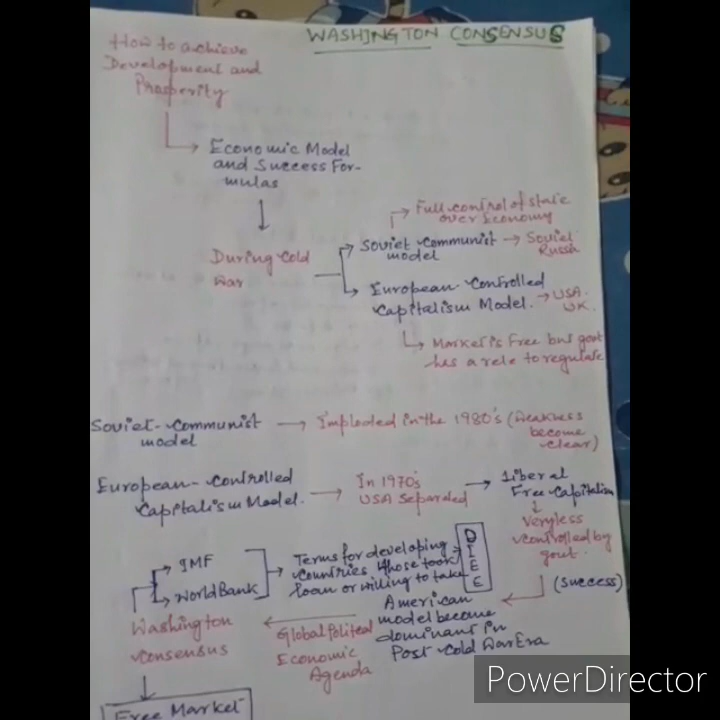 WASHINGTON CONSENSUS
How to achieve
Development and
Prosperity
Economic Model
and Success For-
mulas
During Cold
War
Full control of state
over Economy
Soviet Communist
model
Soviet
Russia
European Controlled
Capitalism Model
USA
UK
Market is Free but govt
has a role to regulate
Soviet-Communist
model
Imploded in the 1980's (Weakness
become
clear)
European-Controlled
Capitalism Model
In 1970's
USA Separated
Liberal
Free Capitalism
Very less
controlled by
govt.
(Success)
American
model become
dominant in
Post Cold War Era
Global Political
Economic
Agenda
Washington
Consensus
IMF
World Bank
Terms for developing
countries whose took
loan or willing to take
D
I
E
E
E
Free Market
PowerDirector